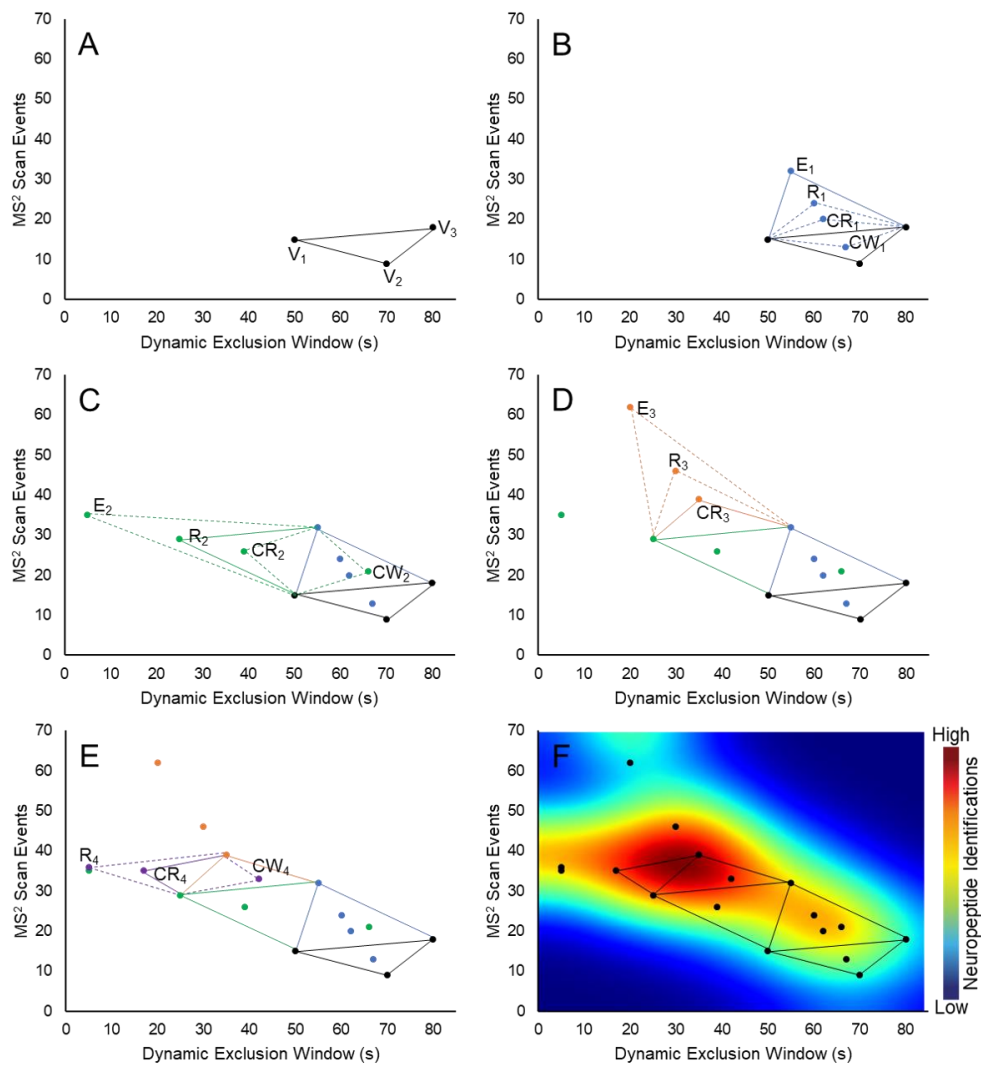 A
70
60
50
40
30
20
10
0
MS² Scan Events
V₁
V₂
V₃
0 10 20 30 40 50 60 70 80
Dynamic Exclusion Window (s)
B
70
60
50
40
30
20
10
0
MS² Scan Events
E₁
R₁
CR₁
CW₁
0 10 20 30 40 50 60 70 80
Dynamic Exclusion Window (s)
C
70
60
50
40
30
20
10
0
MS² Scan Events
E₂
R₂
CR₂
CW₂
0 10 20 30 40 50 60 70 80
Dynamic Exclusion Window (s)
D
70
60
50
40
30
20
10
0
MS² Scan Events
E₃
R₃
CR₃
0 10 20 30 40 50 60 70 80
Dynamic Exclusion Window (s)
E
70
60
50
40
30
20
10
0
MS² Scan Events
R₄
CR₄
CW₄
0 10 20 30 40 50 60 70 80
Dynamic Exclusion Window (s)
F
70
60
50
40
30
20
10
0
MS² Scan Events
0 10 20 30 40 50 60 70 80
Dynamic Exclusion Window (s)
High
Neuropeptide Identifications
Low